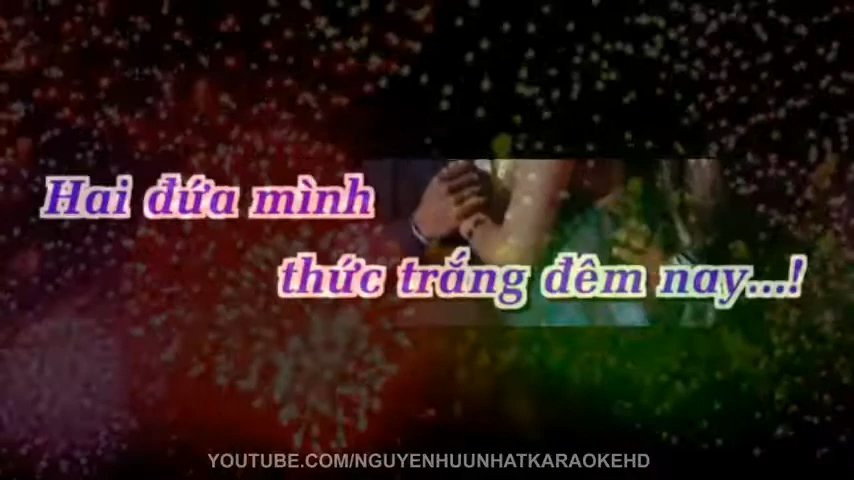 Hai đứa mình
thức trắng đêm nay...!
YOUTUBE.COM/NGUYENHUUNHATKARAOKEHD